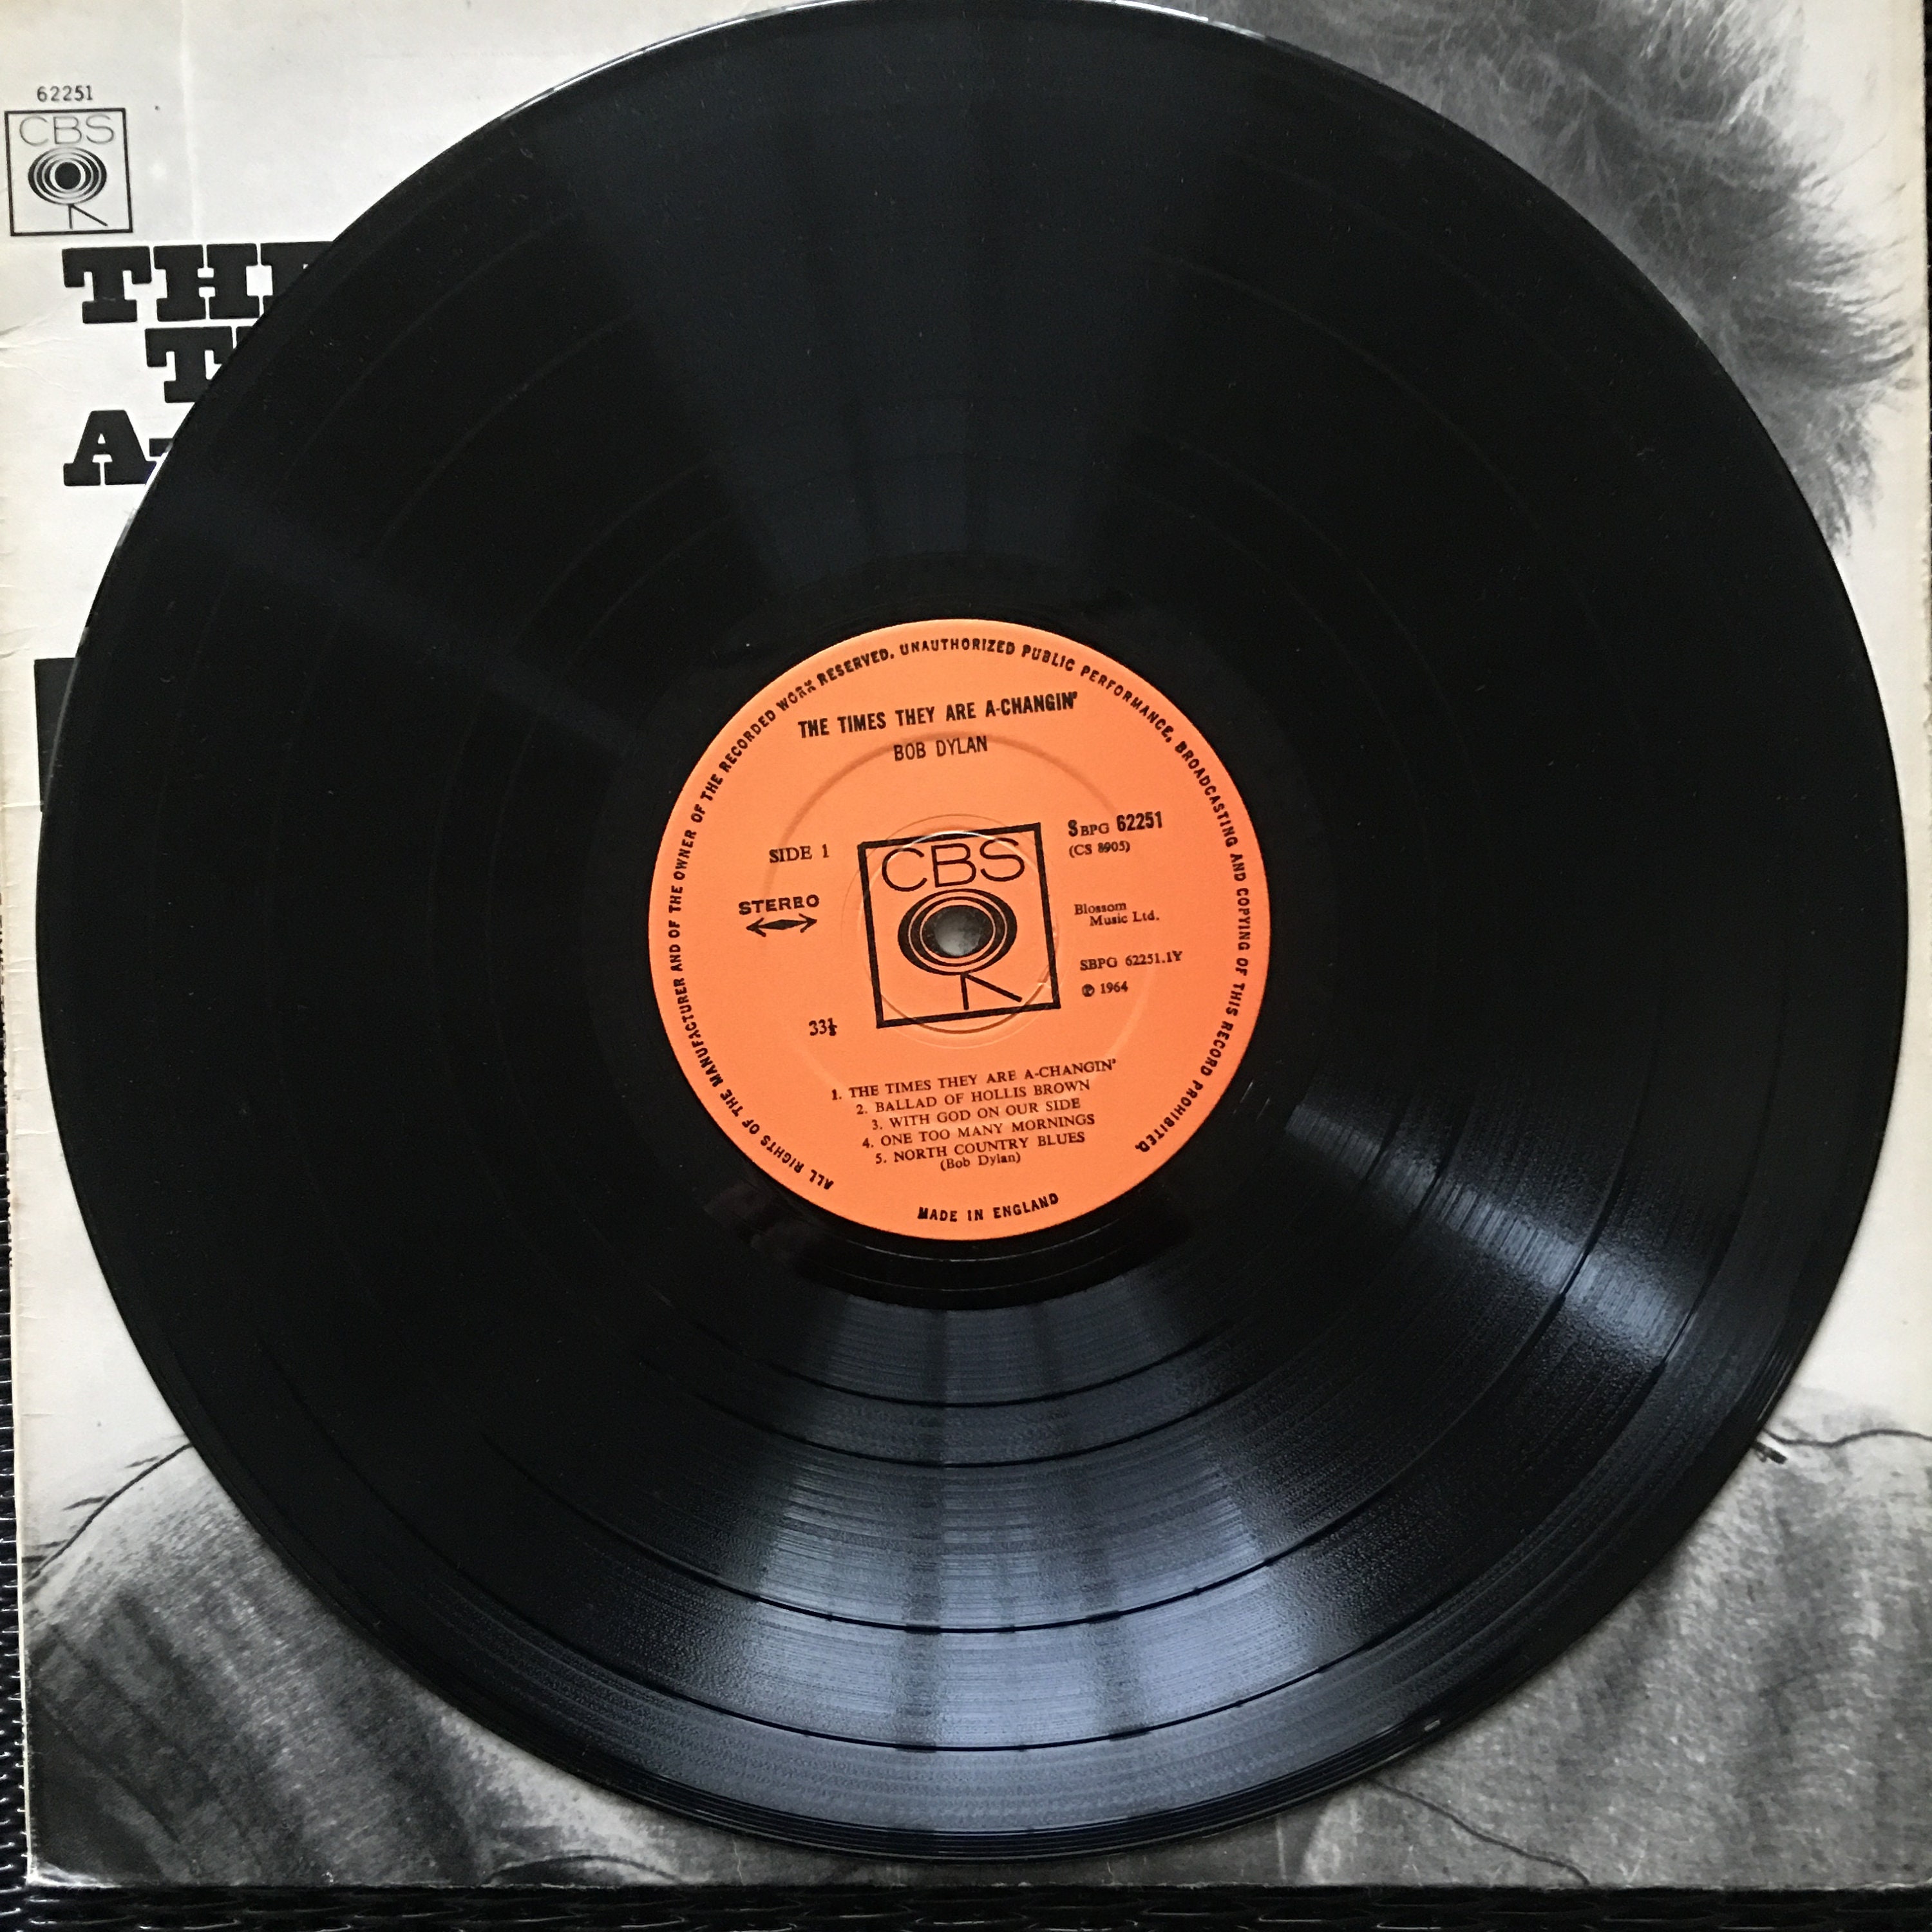 62251
CBS
THE
T
A-
ALL RIGHTS OF THE MANUFACTURER AND OF THE OWNER OF THE RECORDED WORK RESERVED. UNAUTHORIZED PUBLIC PERFORMANCE, BROADCASTING AND COPYING OF THIS RECORD PROHIBITED.
THE TIMES THEY ARE A-CHANGIN'
BOB DYLAN
SIDE 1
STEREO
33⅓
CBS
SBPG 62251
(CS 8905)
Blossom
Music Ltd.
SBPG 62251.1Y
℗ 1964
1. THE TIMES THEY ARE A-CHANGIN'
2. BALLAD OF HOLLIS BROWN
3. WITH GOD ON OUR SIDE
4. ONE TOO MANY MORNINGS
5. NORTH COUNTRY BLUES
(Bob Dylan)
MADE IN ENGLAND